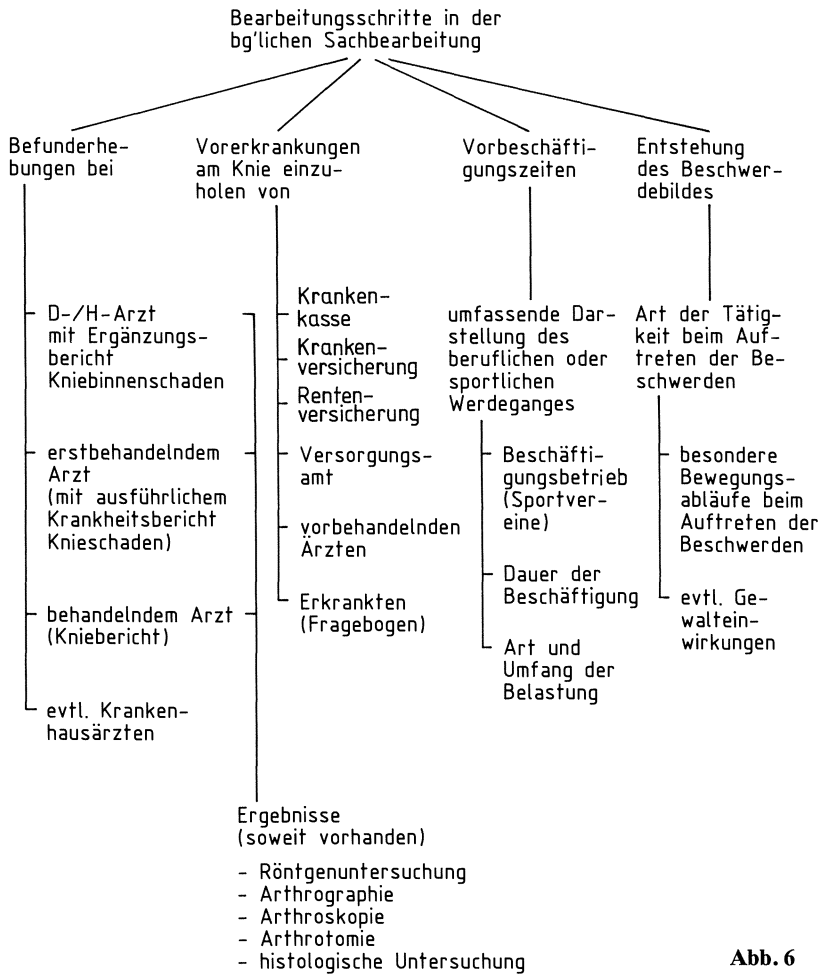 Bearbeitungsschritte in der
bg'lichen Sachbearbeitung
Befunderhe-
bungen bei
D-/H-Arzt
mit Ergänzungs-
bericht
Kniebinnenschaden
erstbehandelndem
Arzt
(mit ausführlichem
Krankheitsbericht
Knieschaden)
behandelndem Arzt
(Kniebericht)
evtl. Kranken-
hausärzten
Ergebnisse
(soweit vorhanden)
- Röntgenuntersuchung
- Arthrographie
- Arthroskopie
- Arthrotomie
- histologische Untersuchung
Vorerkrankungen
am Knie einzu-
holen von
Kranken-
kasse
Kranken-
versicherung
Renten-
versicherung
Versorgungs-
amt
vorbehandelnden
Ärzten
Erkrankten
(Fragebogen)
Vorbeschäfti-
gungszeiten
umfassende Dar-
stellung des
beruflichen oder
sportlichen
Werdeganges
Beschäfti-
gungsbetrieb
(Sportver-
eine)
Dauer der
Beschäftigung
Art und
Umfang der
Belastung
Entstehung
des Beschwer-
debildes
Art der Tätig-
keit beim Auf-
treten der Be-
schwerden
besondere
Bewegungs-
abläufe beim
Auftreten der
Beschwerden
evtl. Ge-
waltein-
wirkungen
Abb. 6